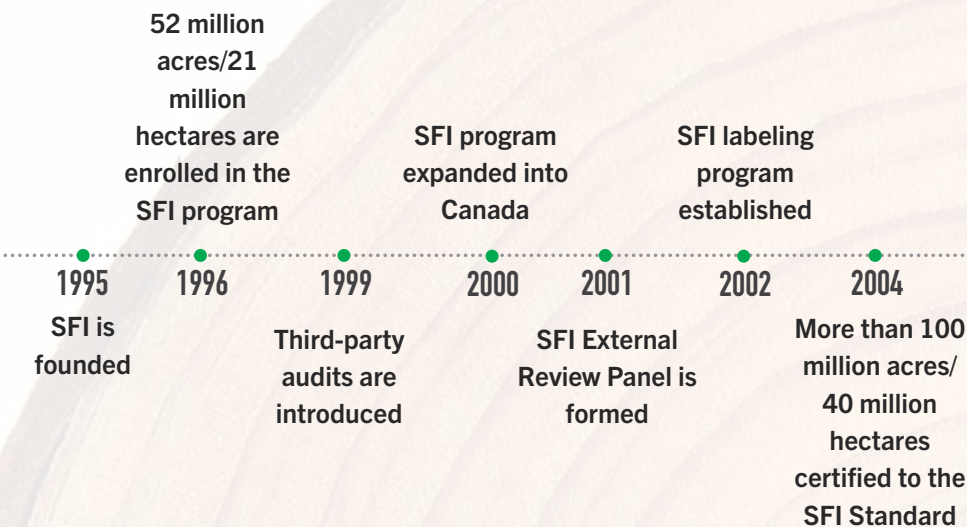 52 million
acres/21
million
hectares are
enrolled in the
SFI program
SFI program
expanded into
Canada
SFI labeling
program
established
1995
1996
1999
2000
2001
2002
2004
SFI is
founded
Third-party
audits are
introduced
SFI External
Review Panel is
formed
More than 100
million acres/
40 million
hectares
certified to the
SFI Standard